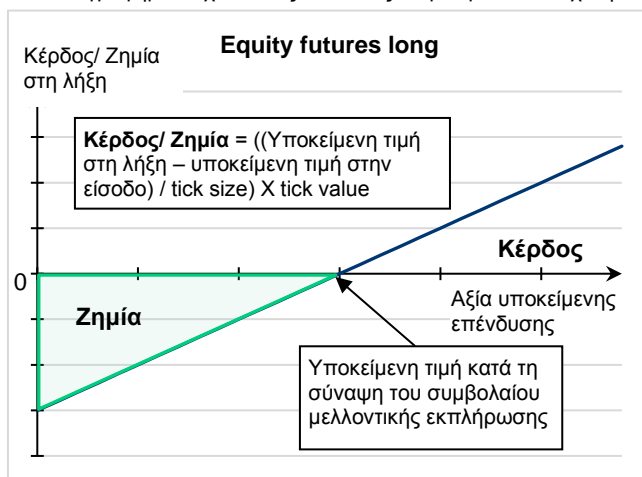 Equity futures long
Κέρδος/ Ζημία
στη λήξη
Κέρδος/ Ζημία = ((Υποκείμενη τιμή
στη λήξη – υποκείμενη τιμή στην
είσοδο) / tick size) X tick value
Κέρδος
0
Αξία υποκείμενης
επένδυσης
Ζημία
Υποκείμενη τιμή κατά τη
σύναψη του συμβολαίου
μελλοντικής εκπλήρωσης